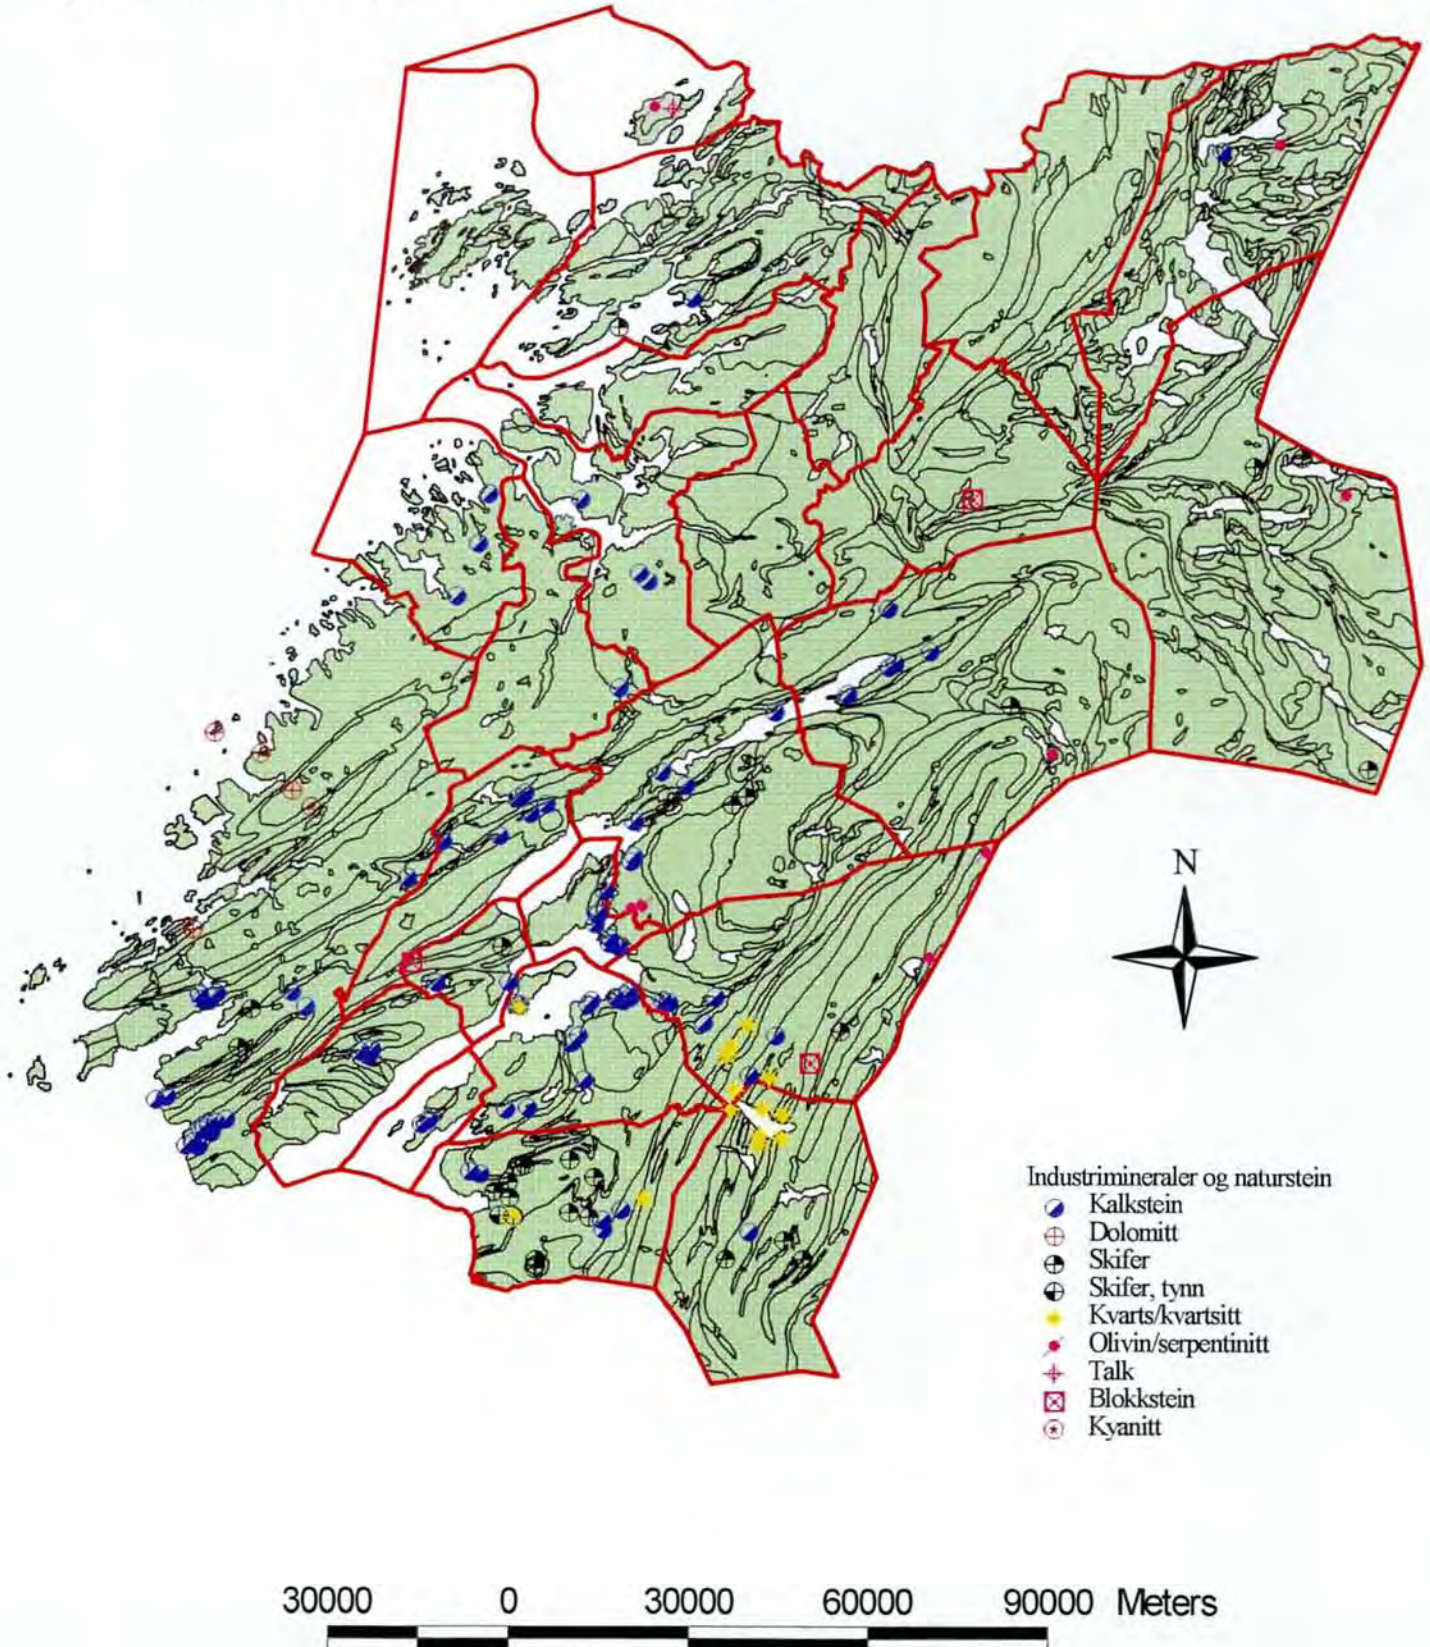 N
Industrimineraler og naturstein
Kalkstein
Dolomitt
Skifer
Skifer, tynn
Kvarts/kvartsitt
Olivin/serpentinitt
Talk
Blokkstein
Kyanitt
30000 0 30000 60000 90000 Meters